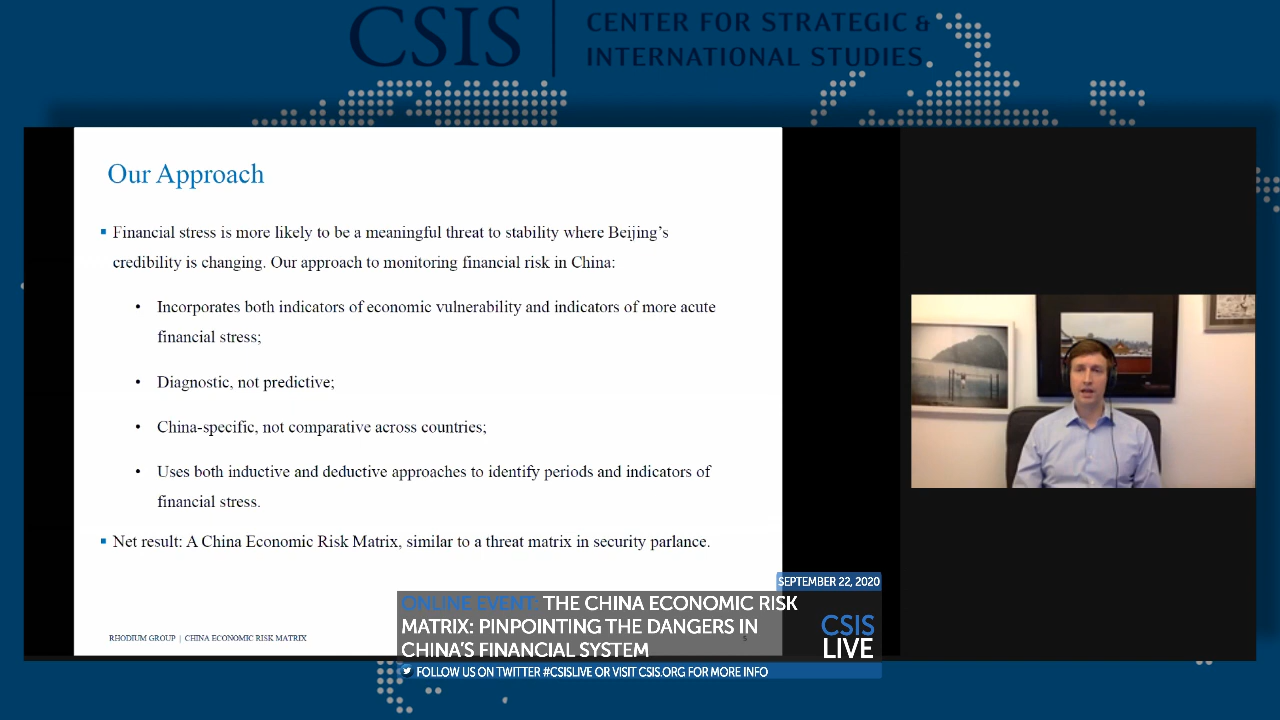 CSIS
CENTER FOR STRATEGIC &
INTERNATIONAL STUDIES
Our Approach
▪ Financial stress is more likely to be a meaningful threat to stability where Beijing’s
credibility is changing. Our approach to monitoring financial risk in China:
• Incorporates both indicators of economic vulnerability and indicators of more acute
financial stress;
• Diagnostic, not predictive;
• China-specific, not comparative across countries;
• Uses both inductive and deductive approaches to identify periods and indicators of
financial stress.
▪ Net result: A China Economic Risk Matrix, similar to a threat matrix in security parlance.
RHODIUM GROUP | CHINA ECONOMIC RISK MATRIX
5
SEPTEMBER 22, 2020
ONLINE EVENT: THE CHINA ECONOMIC RISK
MATRIX: PINPOINTING THE DANGERS IN
CHINA’S FINANCIAL SYSTEM
CSIS
LIVE
FOLLOW US ON TWITTER #CSISLIVE OR VISIT CSIS.ORG FOR MORE INFO